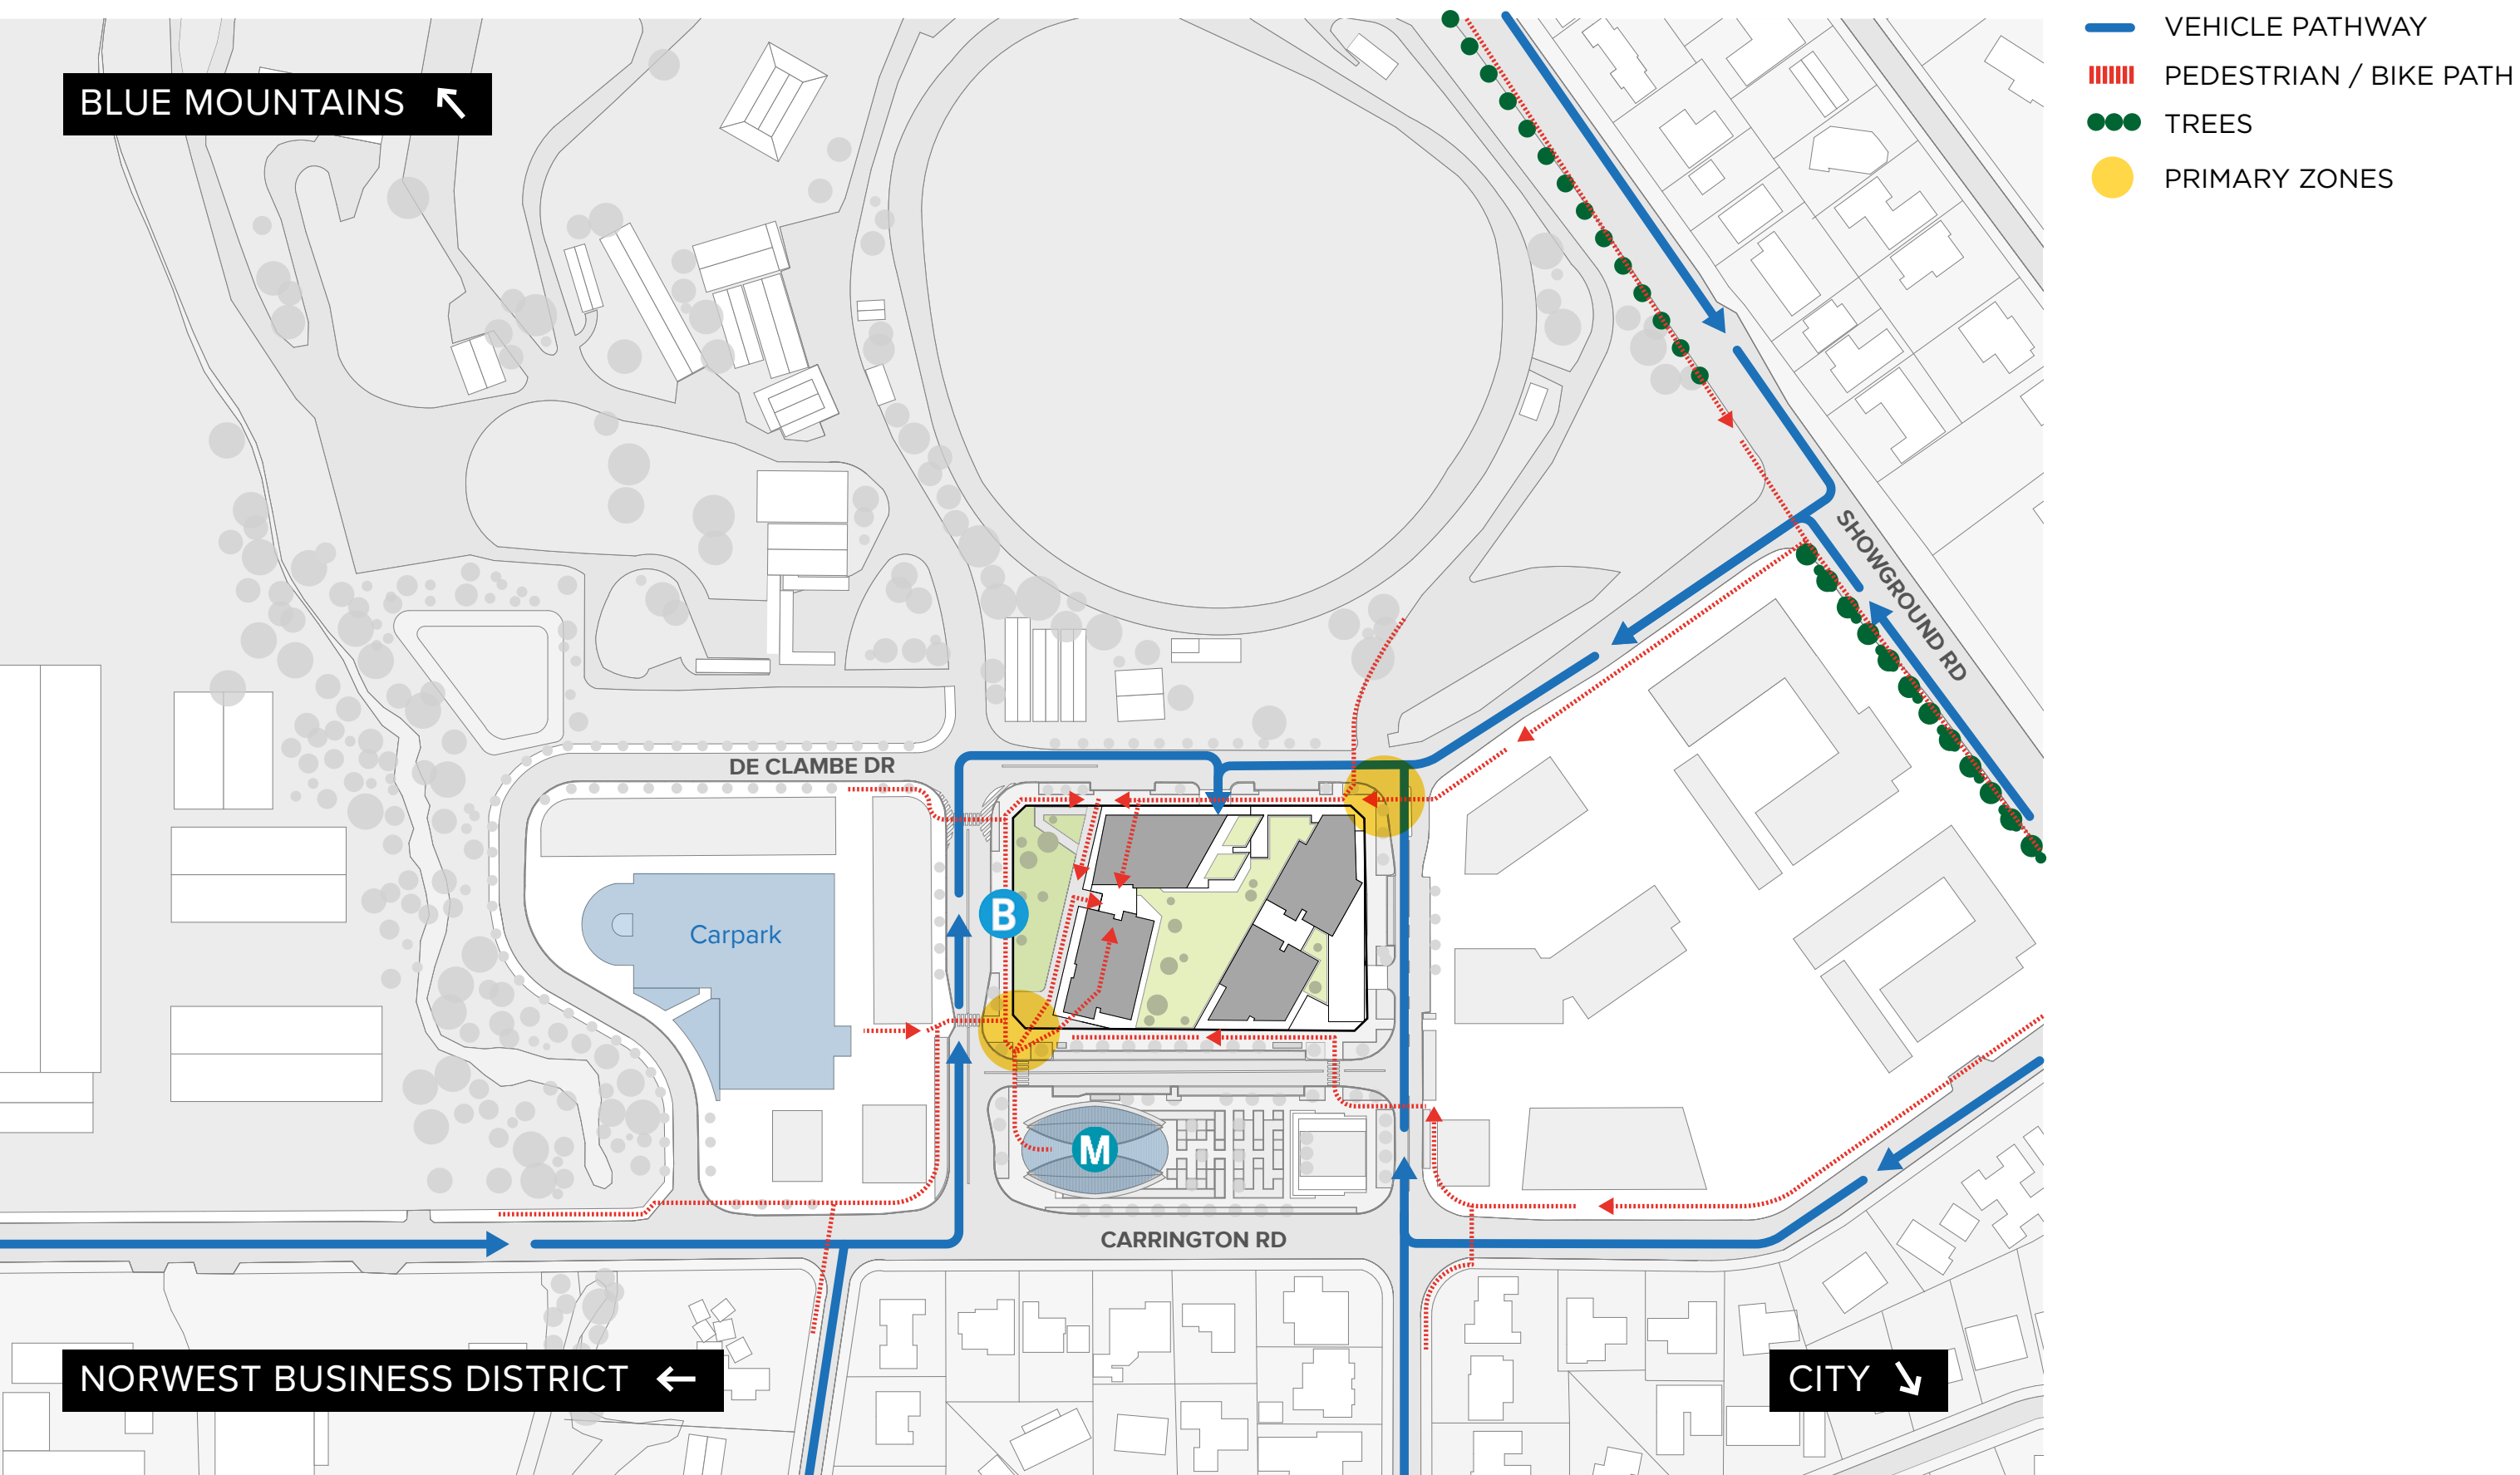 VEHICLE PATHWAY
PEDESTRIAN / BIKE PATH
TREES
PRIMARY ZONES
BLUE MOUNTAINS
SHOWGROUND RD
DE CLAMBE DR
B
Carpark
M
CARRINGTON RD
NORWEST BUSINESS DISTRICT
CITY